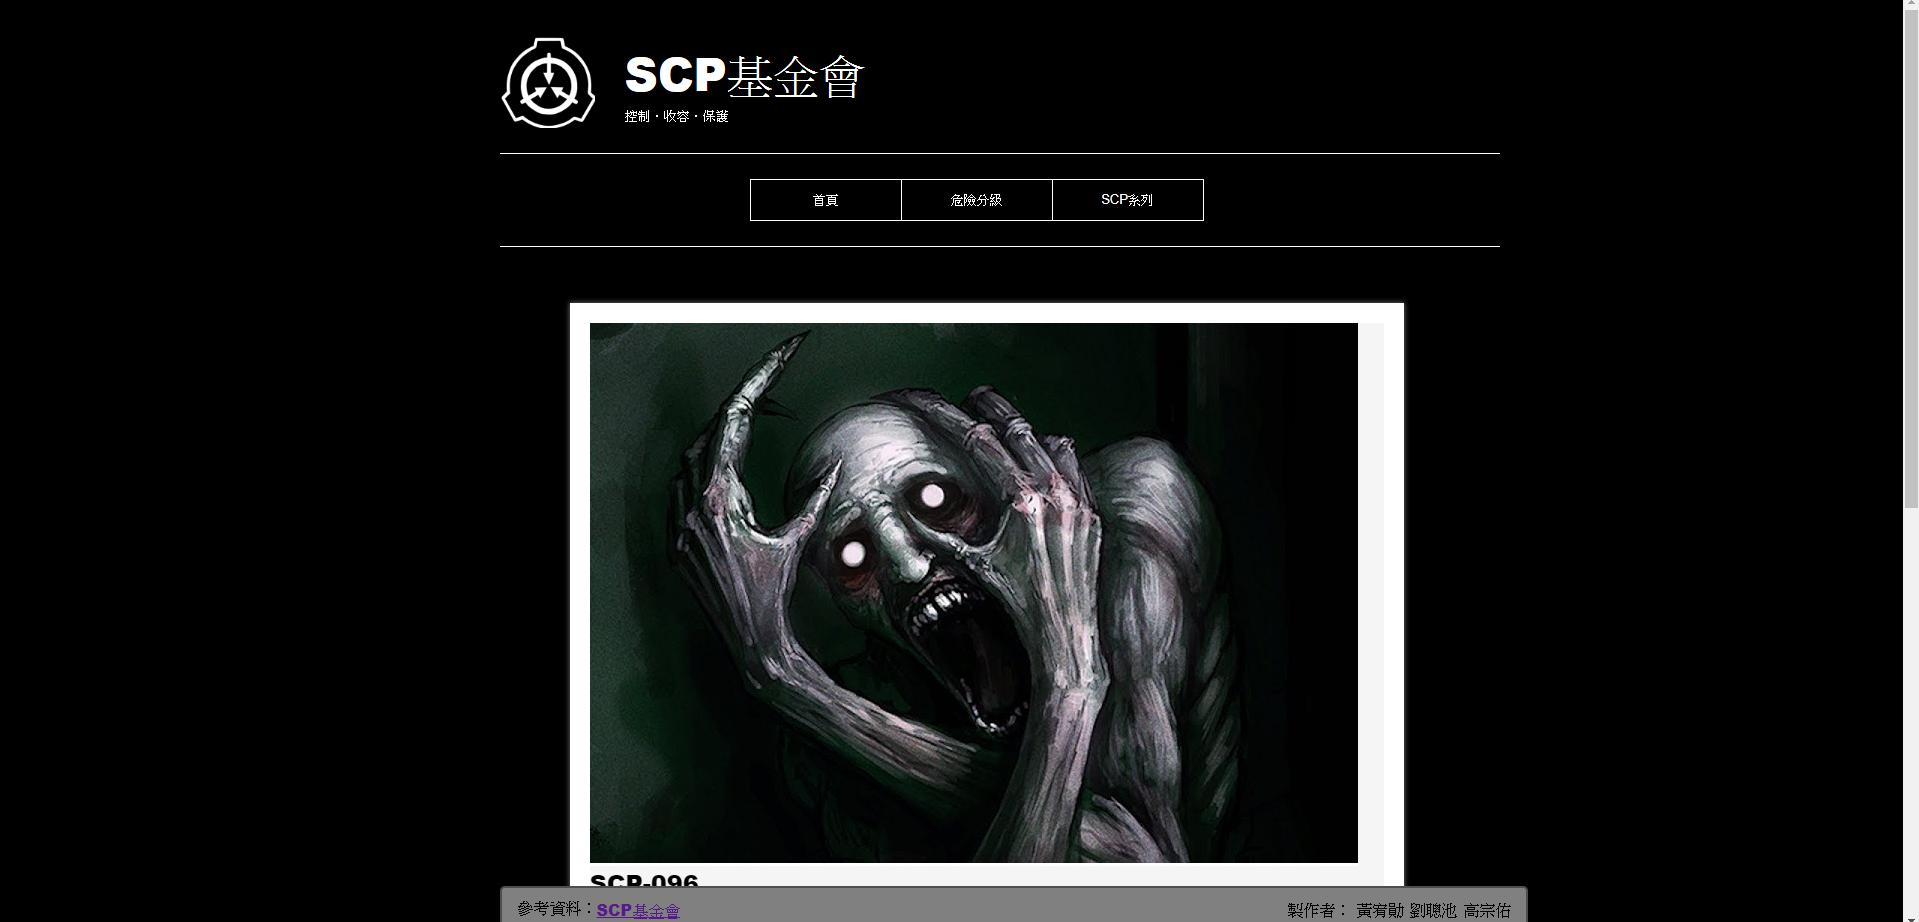 SCP基金會
控制・收容・保護
首頁
危險分級
SCP系列
SCP-096
參考資料：SCP基金會
製作者： 黃宥勛 劉聰池 高宗佑